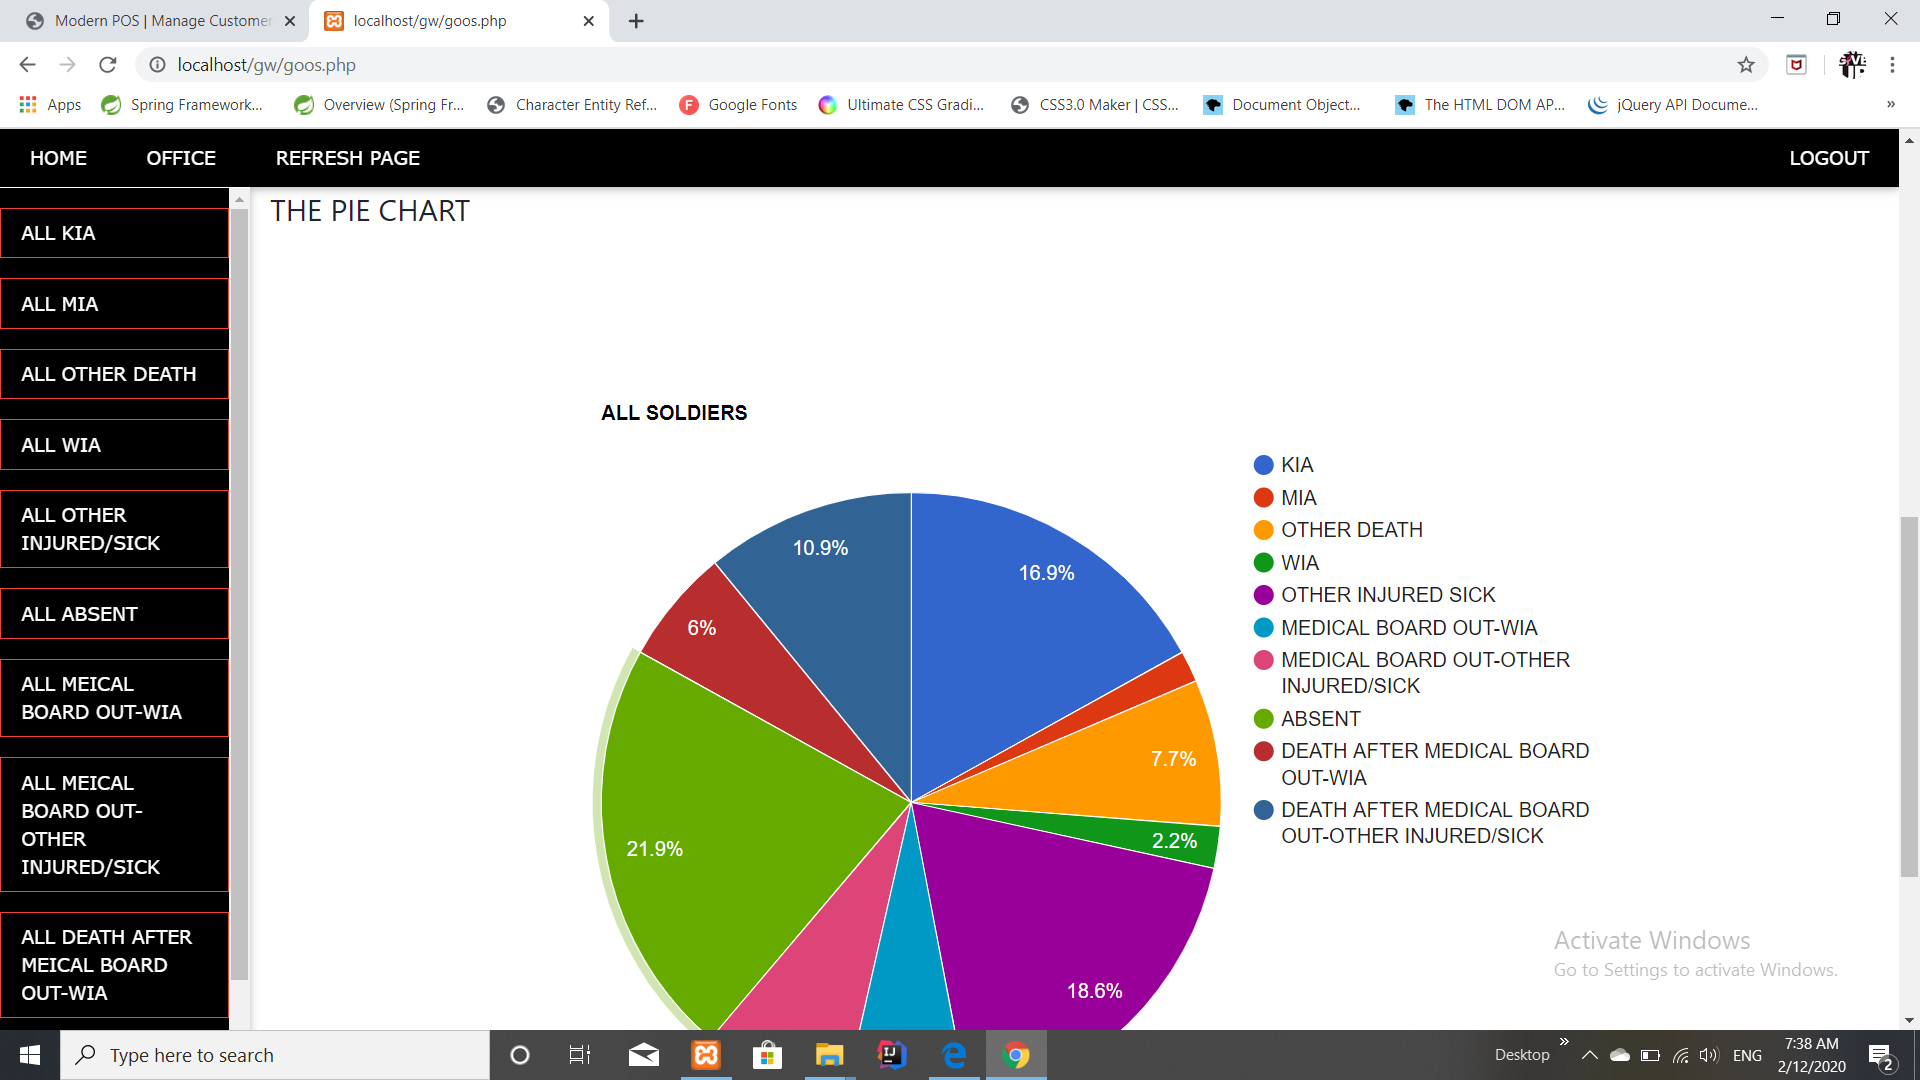 Modern POS | Manage Customer
localhost/gw/goos.php
localhost/gw/goos.php
Apps
Spring Framework...
Overview (Spring Fr...
Character Entity Ref...
Google Fonts
Ultimate CSS Gradi...
CSS3.0 Maker | CSS...
Document Object...
The HTML DOM AP...
jQuery API Docume...
»
HOME
OFFICE
REFRESH PAGE
LOGOUT
ALL KIA
ALL MIA
ALL OTHER DEATH
ALL WIA
ALL OTHER
INJURED/SICK
ALL ABSENT
ALL MEICAL
BOARD OUT-WIA
ALL MEICAL
BOARD OUT-
OTHER
INJURED/SICK
ALL DEATH AFTER
MEICAL BOARD
OUT-WIA
THE PIE CHART
ALL SOLDIERS
10.9%
16.9%
6%
7.7%
2.2%
21.9%
18.6%
KIA
MIA
OTHER DEATH
WIA
OTHER INJURED SICK
MEDICAL BOARD OUT-WIA
MEDICAL BOARD OUT-OTHER
INJURED/SICK
ABSENT
DEATH AFTER MEDICAL BOARD
OUT-WIA
DEATH AFTER MEDICAL BOARD
OUT-OTHER INJURED/SICK
Activate Windows
Go to Settings to activate Windows.
Type here to search
Desktop
»
ENG
7:38 AM
2/12/2020
2